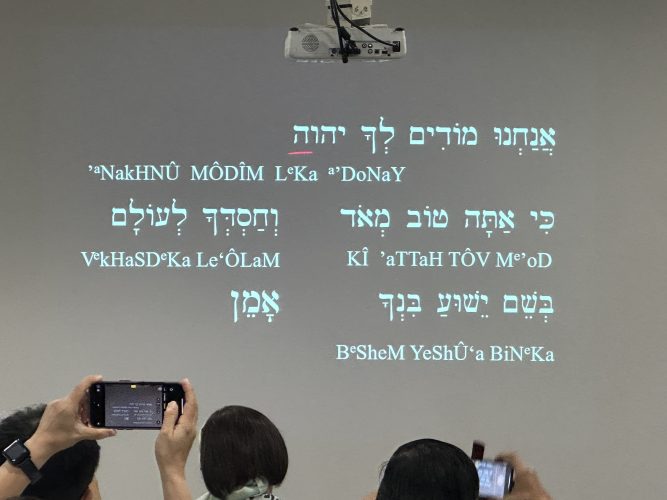 אֲנַחְנוּ מוֹדִים לְךָ יהוה
’ᵃNakHNÛ MÔDÎM LᵉKa ᵃ’DoNaY
כִּי אַתָּה טוֹב מְאֹד וְחַסְדְּךָ לְעוֹלָם
KÎ ’aTTaH TÔV Mᵉ’oD VᵉkHaSDᵉKa Le‘ÔLaM
בְּשֵׁם יֵשׁוּעַ בִּנְךָ אָמֵן
BᵉSheM YeShÛ‘a BiNᵉKa